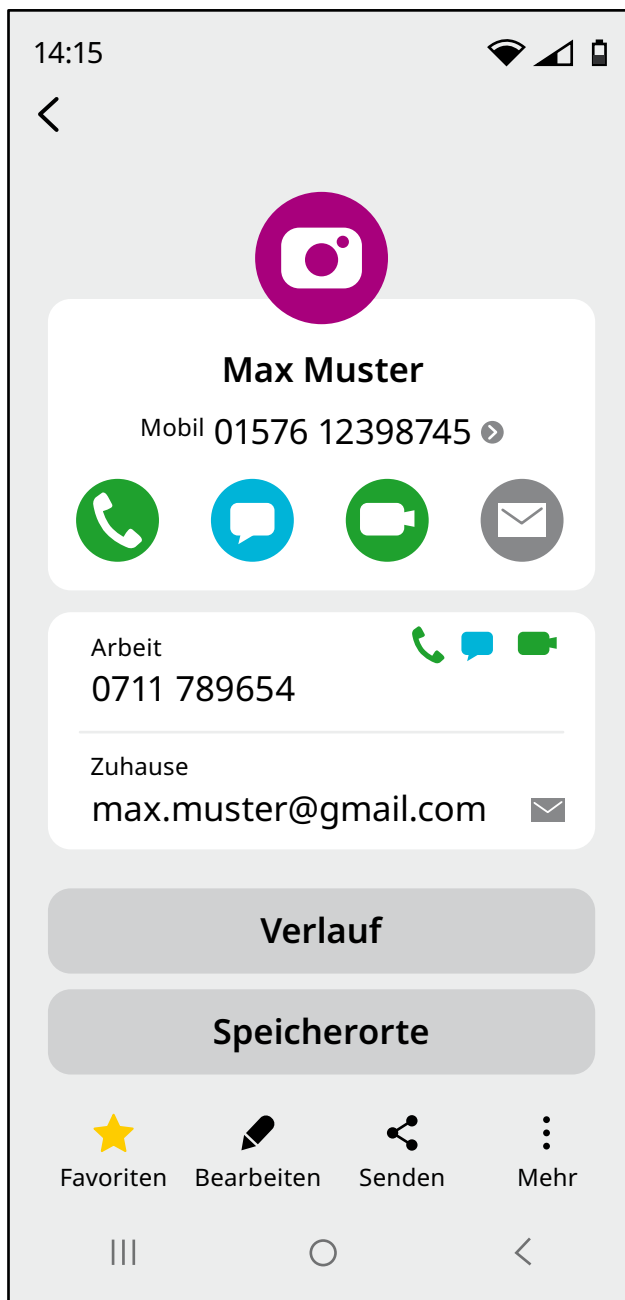 14:15
Max Muster
Mobil 01576 12398745
Arbeit
0711 789654
Zuhause
max.muster@gmail.com
Verlauf
Speicherorte
Favoriten Bearbeiten Senden Mehr